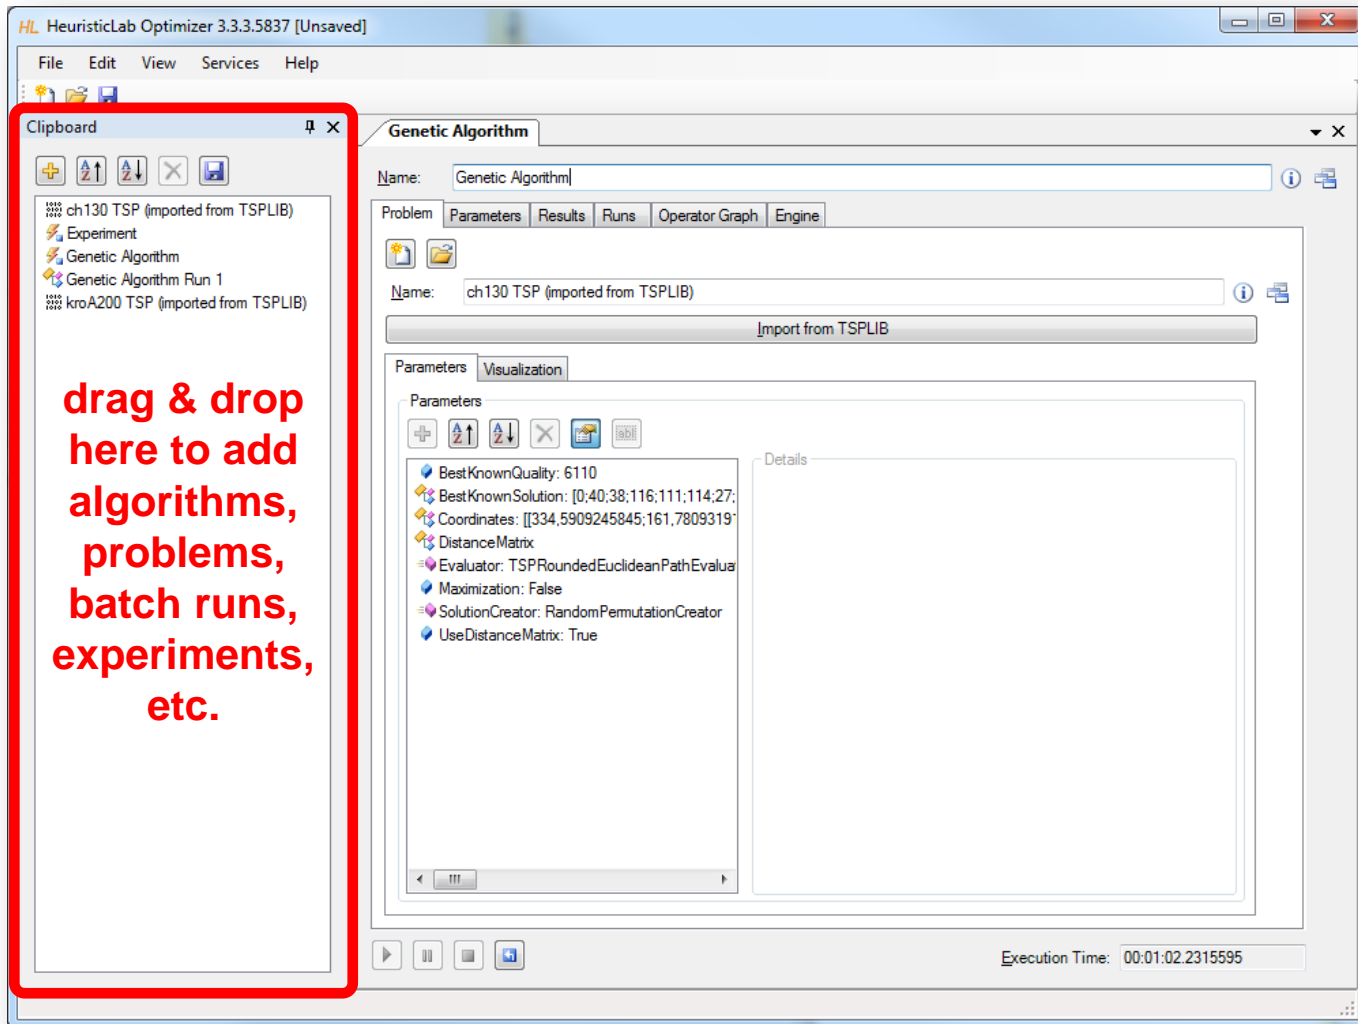 HL HeuristicLab Optimizer 3.3.3.5837 [Unsaved]
File Edit View Services Help
Clipboard
ch130 TSP (imported from TSPLIB)
Experiment
Genetic Algorithm
Genetic Algorithm Run 1
kroA200 TSP (imported from TSPLIB)
drag & drop
here to add
algorithms,
problems,
batch runs,
experiments,
etc.
Genetic Algorithm
Name: Genetic Algorithm
Problem Parameters Results Runs Operator Graph Engine
Name: ch130 TSP (imported from TSPLIB)
Import from TSPLIB
Parameters Visualization
Parameters
abl
Details
BestKnownQuality: 6110
BestKnownSolution: [0;40;38;116;111;114;27;
Coordinates: [[334,5909245845;161,7809319
DistanceMatrix
Evaluator: TSPRoundedEuclideanPathEvalua
Maximization: False
SolutionCreator: RandomPermutationCreator
UseDistanceMatrix: True
Execution Time: 00:01:02.2315595